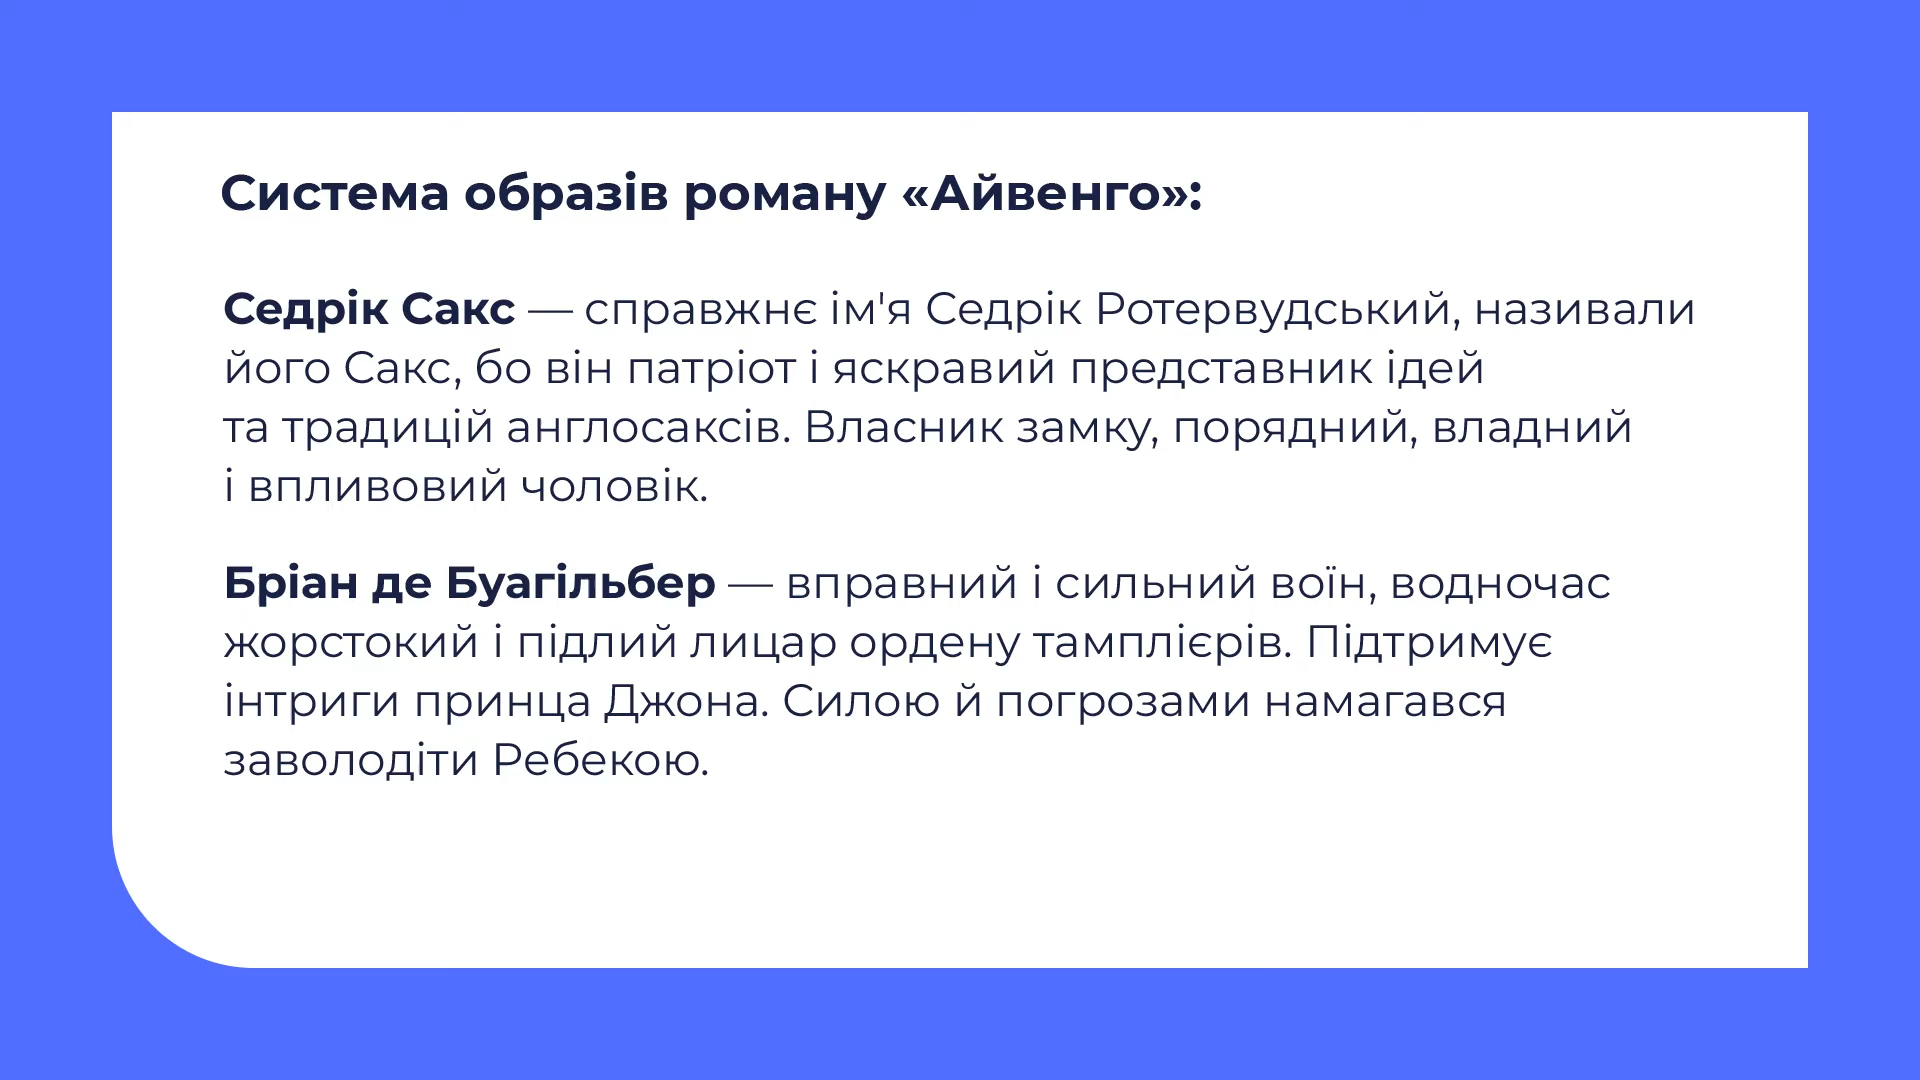 Система образів роману «Айвенго»:
Седрік Сакс — справжнє ім'я Седрік Ротервудський, називали
його Сакс, бо він патріот і яскравий представник ідей
та традицій англосаксів. Власник замку, порядний, владний
і впливовий чоловік.
Бріан де Буагільбер — вправний і сильний воїн, водночас
жорстокий і підлий лицар ордену тамплієрів. Підтримує
інтриги принца Джона. Силою й погрозами намагався
заволодіти Ребекою.